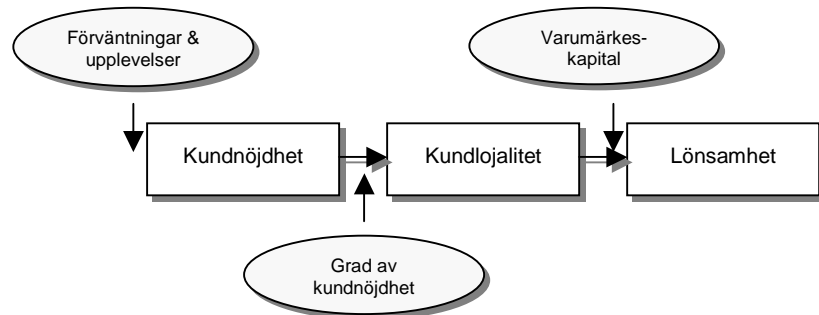 Förväntningar &
upplevelser
Varumärkes-
kapital
Kundnöjdhet
Kundlojalitet
Lönsamhet
Grad av
kundnöjdhet